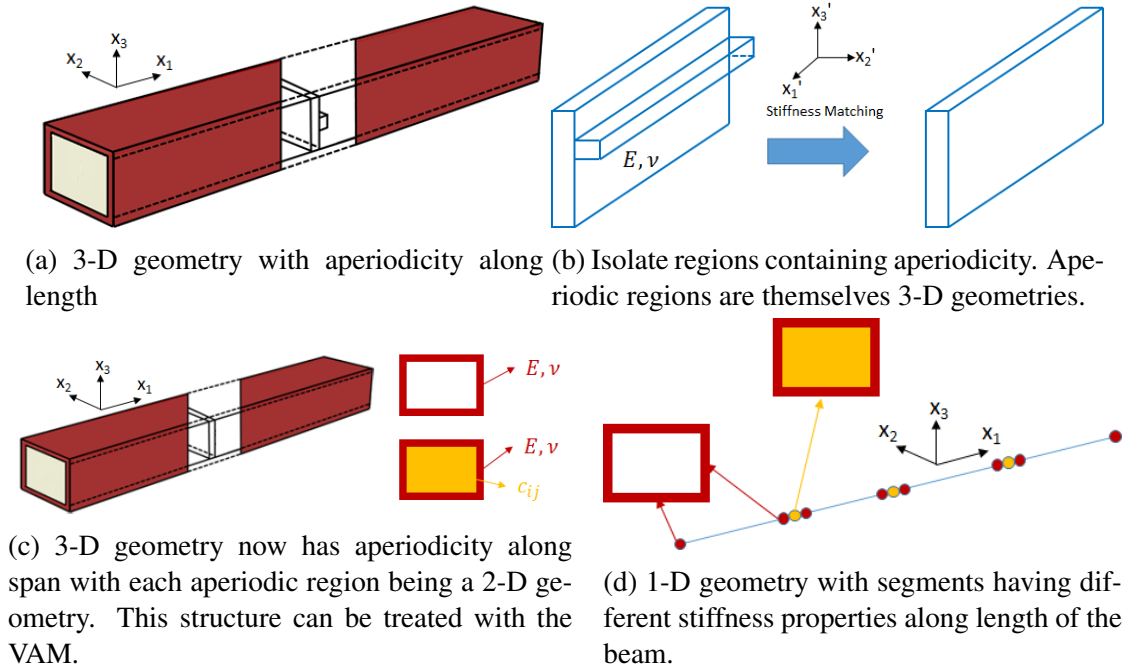 x₃
x₂
x₁
(a) 3-D geometry with aperiodicity along
length
x₃'
x₂'
x₁'
Stiffness Matching
E, ν
(b) Isolate regions containing aperiodicity. Ape-
riodic regions are themselves 3-D geometries.
x₃
x₂
x₁
E, ν
E, ν
cᵢⱼ
(c) 3-D geometry now has aperiodicity along
span with each aperiodic region being a 2-D ge-
ometry. This structure can be treated with the
VAM.
x₃
x₂
x₁
(d) 1-D geometry with segments having dif-
ferent stiffness properties along length of the
beam.